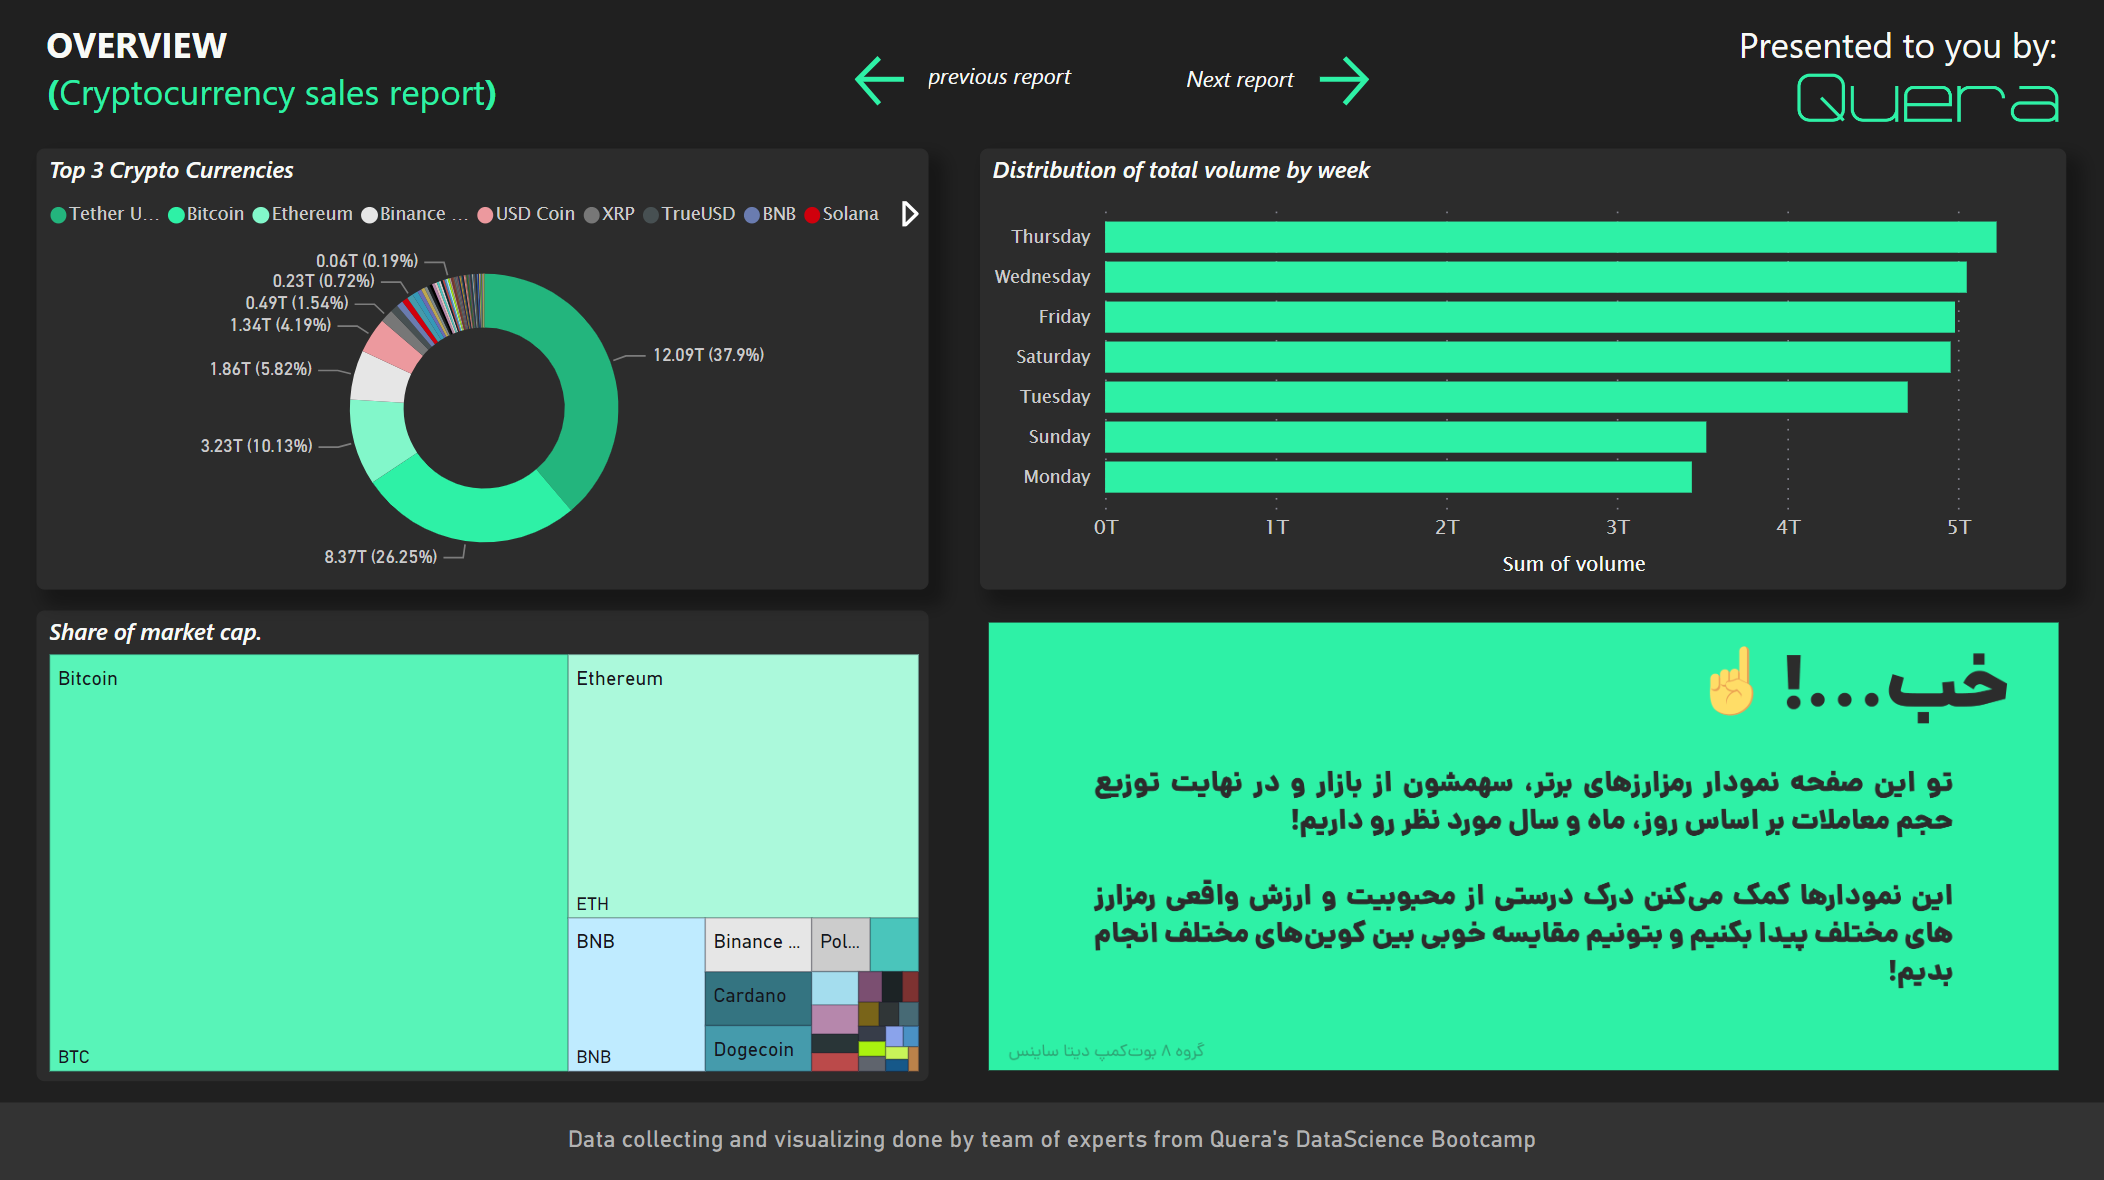 OVERVIEW
(Cryptocurrency sales report)
previous report
Next report
Presented to you by:
Quera
Top 3 Crypto Currencies
Tether U... Bitcoin Ethereum Binance ... USD Coin XRP TrueUSD BNB Solana
0.06T (0.19%)
0.23T (0.72%)
0.49T (1.54%)
1.34T (4.19%)
1.86T (5.82%)
3.23T (10.13%)
8.37T (26.25%)
12.09T (37.9%)
Distribution of total volume by week
Thursday
Wednesday
Friday
Saturday
Tuesday
Sunday
Monday
0T 1T 2T 3T 4T 5T
Sum of volume
Share of market cap.
Bitcoin
BTC
Ethereum
ETH
BNB
BNB
Binance ...
Pol...
Cardano
Dogecoin
خب...!
تو این صفحه نمودار رمزارزهای برتر، سهمشون از بازار و در نهایت توزیع
حجم معاملات بر اساس روز، ماه و سال مورد نظر رو داریم!
این نمودارها کمک می‌کنن درک درستی از محبوبیت و ارزش واقعی رمزارز
های مختلف پیدا بکنیم و بتونیم مقایسه خوبی بین کوین‌های مختلف انجام
بدیم!
گروه ۸ بوت‌کمپ دیتا ساینس
Data collecting and visualizing done by team of experts from Quera's DataScience Bootcamp